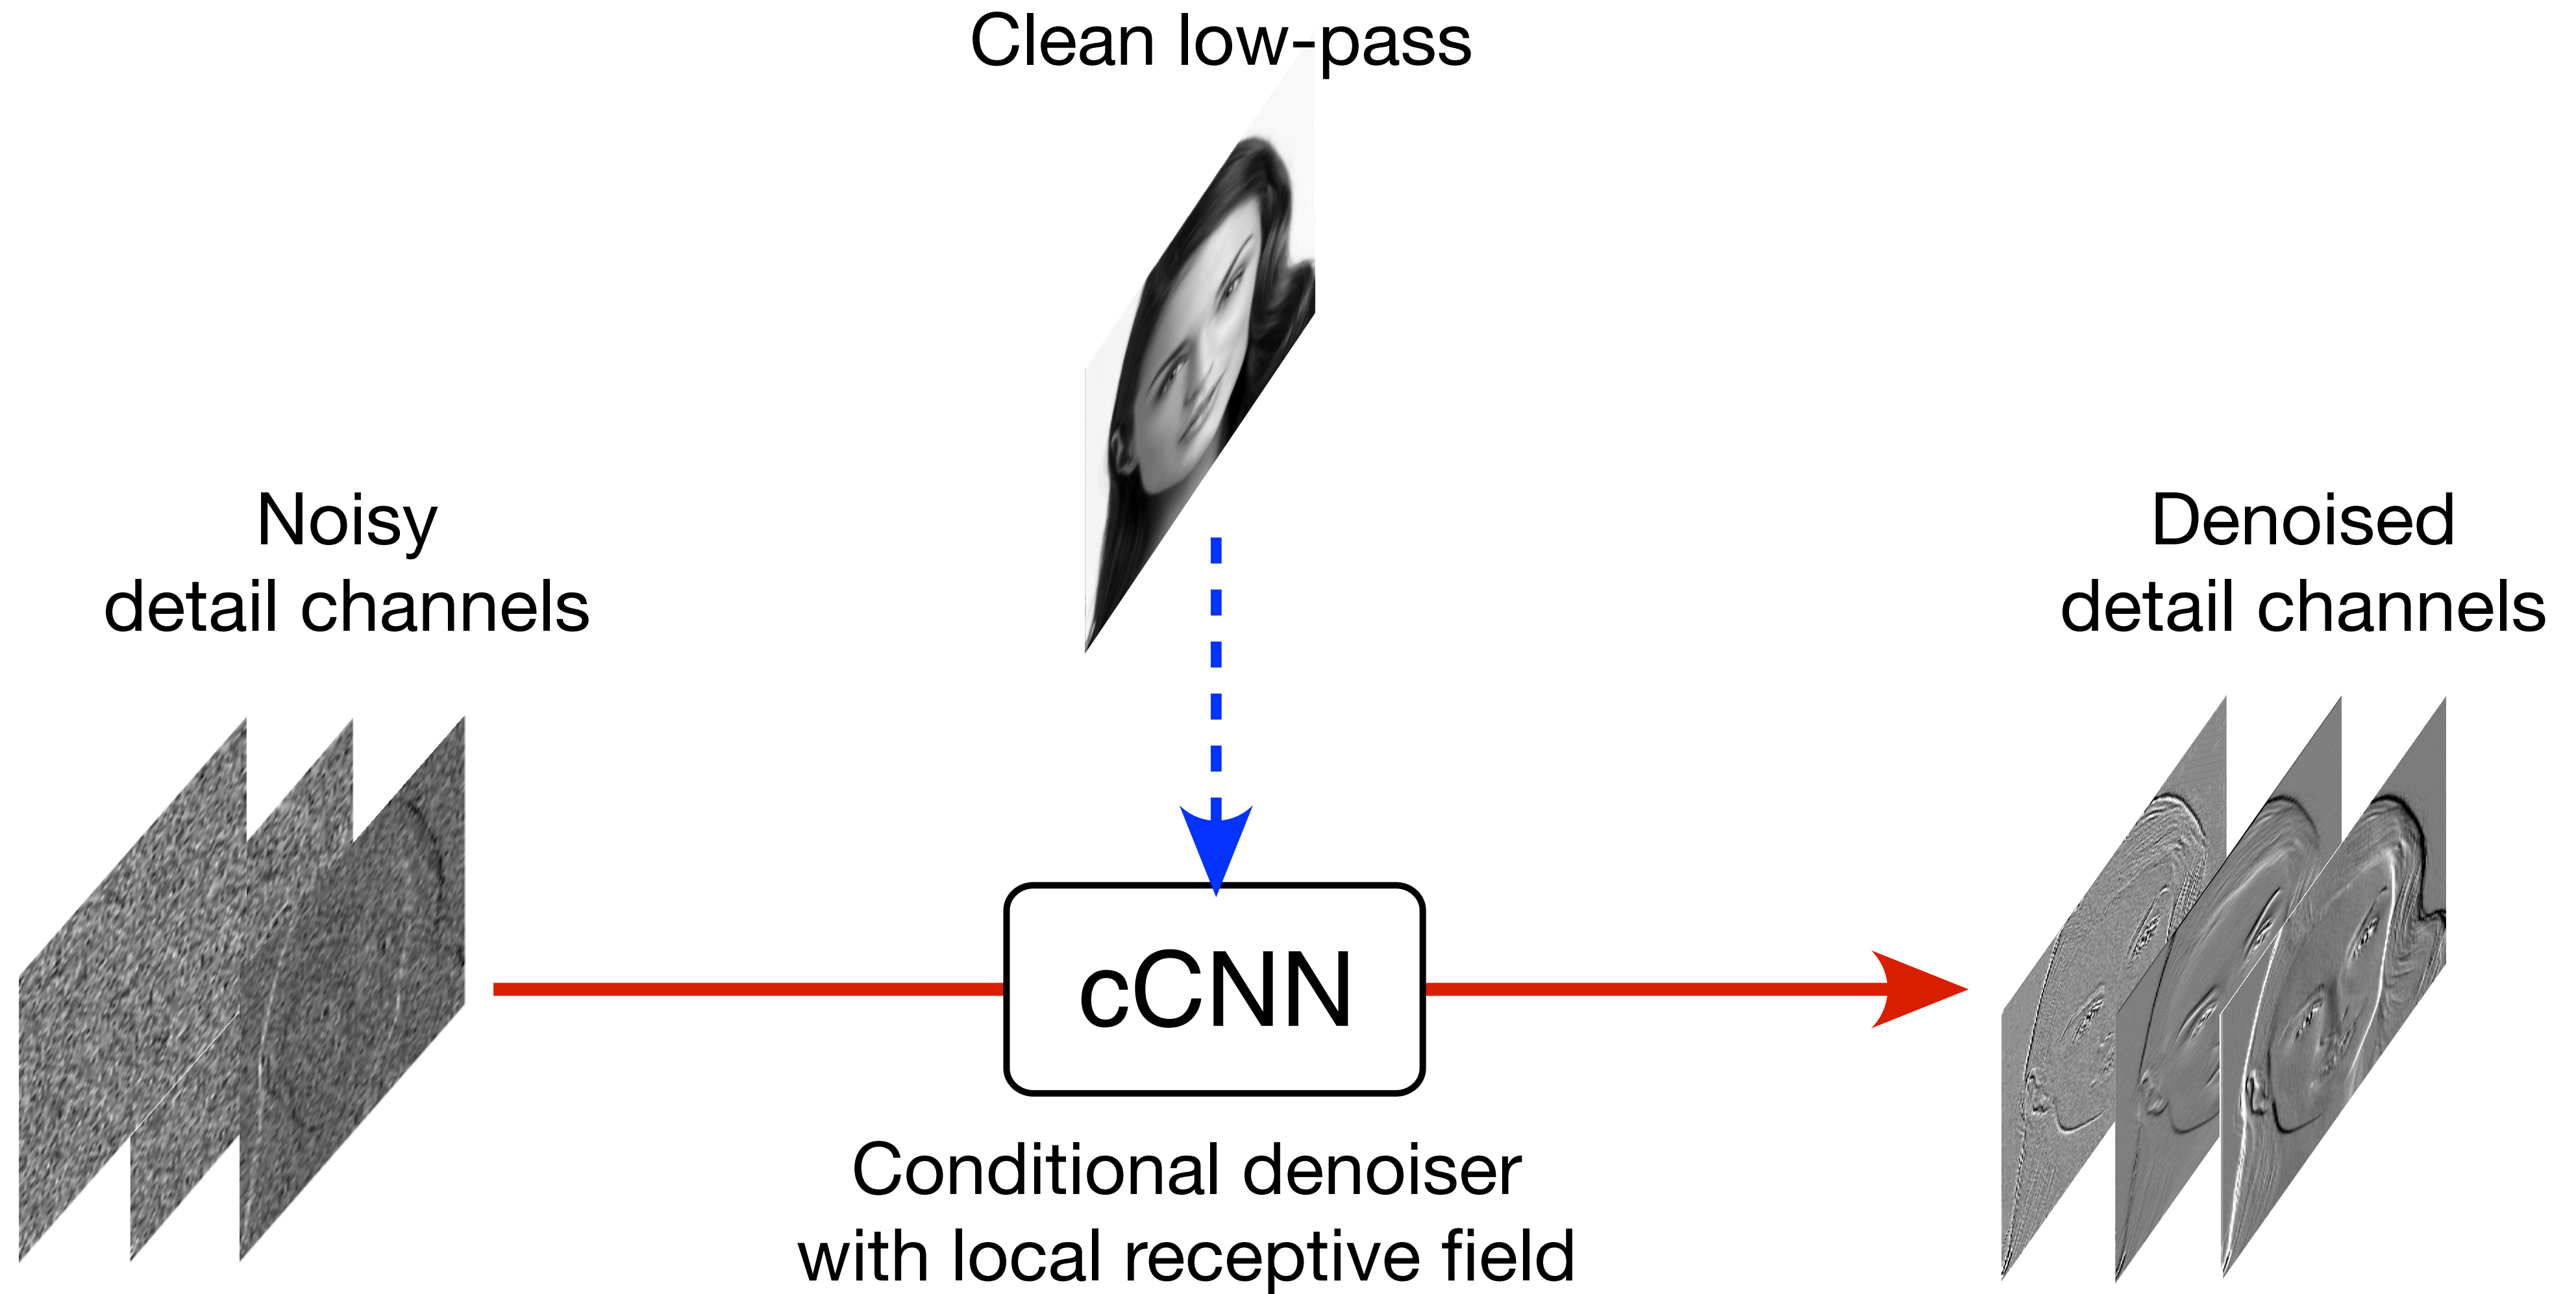 Clean low-pass
Noisy
detail channels
Denoised
detail channels
cCNN
Conditional denoiser
with local receptive field